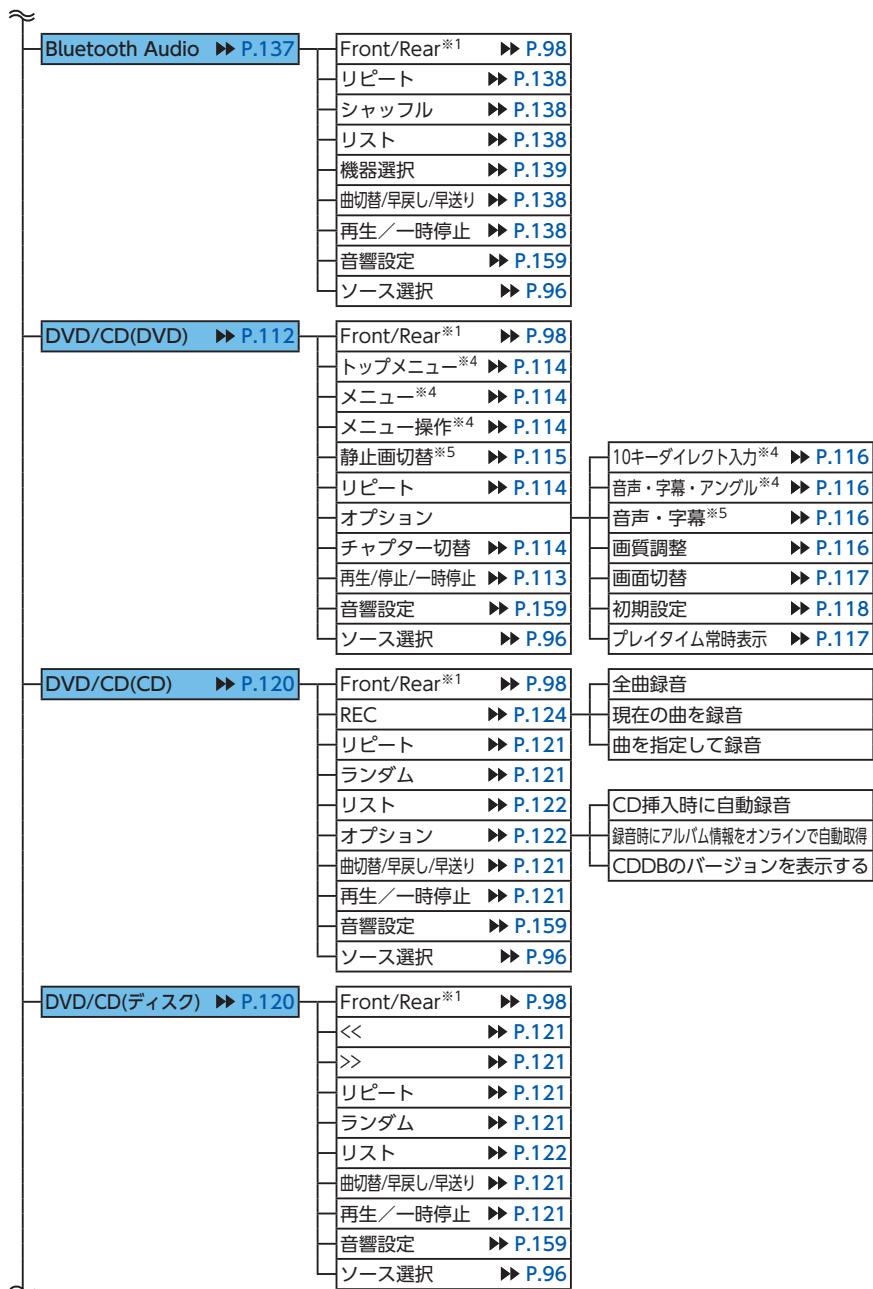 Bluetooth Audio ▶▶ P.137
Front/Rear※1 ▶▶ P.98
リピート ▶▶ P.138
シャッフル ▶▶ P.138
リスト ▶▶ P.138
機器選択 ▶▶ P.139
曲切替/早戻し/早送り ▶▶ P.138
再生／一時停止 ▶▶ P.138
音響設定 ▶▶ P.159
ソース選択 ▶▶ P.96
DVD/CD(DVD) ▶▶ P.112
Front/Rear※1 ▶▶ P.98
トップメニュー※4 ▶▶ P.114
メニュー※4 ▶▶ P.114
メニュー操作※4 ▶▶ P.114
静止画切替※5 ▶▶ P.115
リピート ▶▶ P.114
オプション
チャプター切替 ▶▶ P.114
再生/停止/一時停止 ▶▶ P.113
音響設定 ▶▶ P.159
ソース選択 ▶▶ P.96
10キーダイレクト入力※4 ▶▶ P.116
音声・字幕・アングル※4 ▶▶ P.116
音声・字幕※5 ▶▶ P.116
画質調整 ▶▶ P.116
画面切替 ▶▶ P.117
初期設定 ▶▶ P.118
プレイタイム常時表示 ▶▶ P.117
DVD/CD(CD) ▶▶ P.120
Front/Rear※1 ▶▶ P.98
REC ▶▶ P.124
リピート ▶▶ P.121
ランダム ▶▶ P.121
リスト ▶▶ P.122
オプション ▶▶ P.122
曲切替/早戻し/早送り ▶▶ P.121
再生／一時停止 ▶▶ P.121
音響設定 ▶▶ P.159
ソース選択 ▶▶ P.96
全曲録音
現在の曲を録音
曲を指定して録音
CD挿入時に自動録音
録音時にアルバム情報をオンラインで自動取得
CDDBのバージョンを表示する
DVD/CD(ディスク) ▶▶ P.120
Front/Rear※1 ▶▶ P.98
<< ▶▶ P.121
>> ▶▶ P.121
リピート ▶▶ P.121
ランダム ▶▶ P.121
リスト ▶▶ P.122
曲切替/早戻し/早送り ▶▶ P.121
再生／一時停止 ▶▶ P.121
音響設定 ▶▶ P.159
ソース選択 ▶▶ P.96